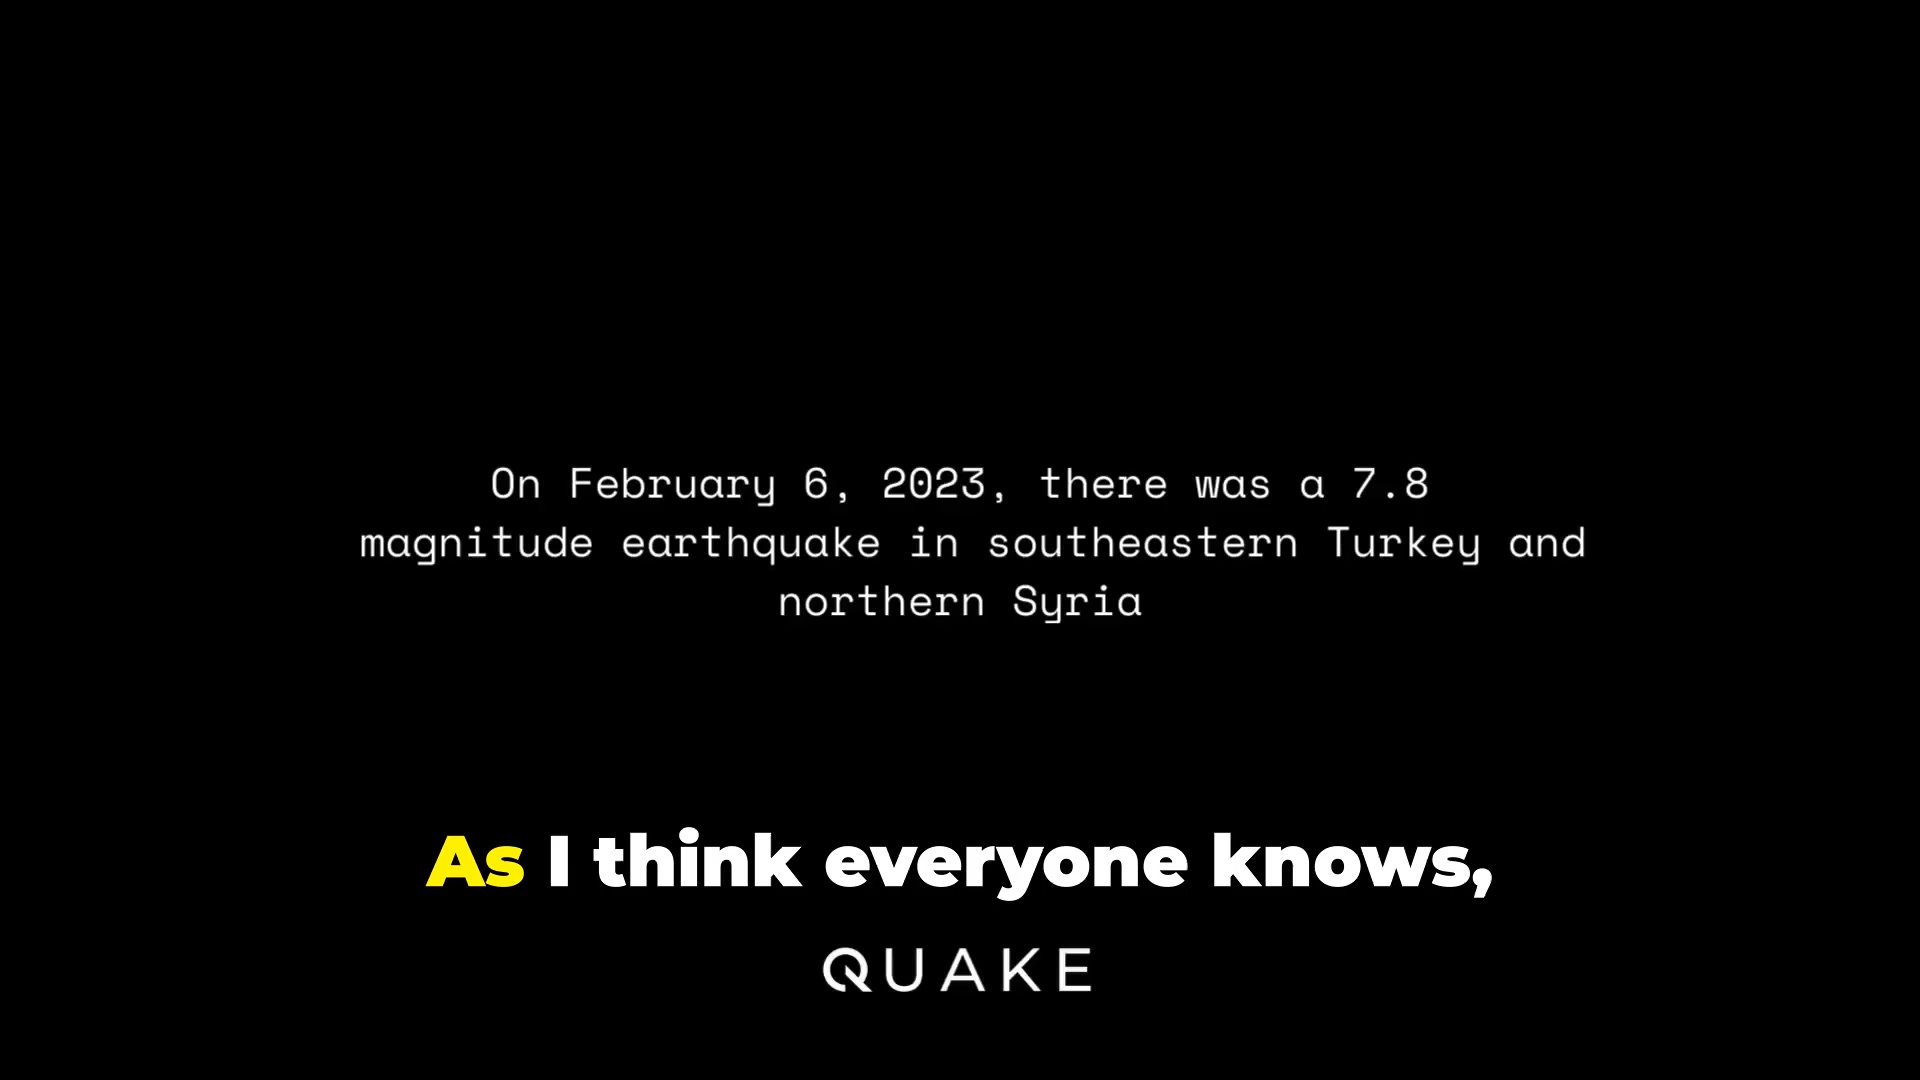 On February 6, 2023, there was a 7.8
magnitude earthquake in southeastern Turkey and
northern Syria
As I think everyone knows,
QUAKE